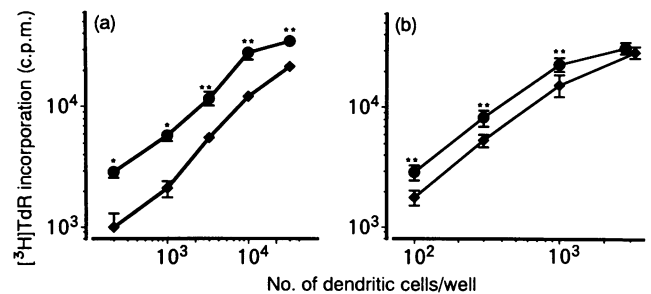 (a)
(b)
[³H]TdR incorporation (c.p.m.)
10⁴
10³
* * ** ** **
10³ 10⁴
10⁴
10³
** ** **
10² 10³
No. of dendritic cells/well